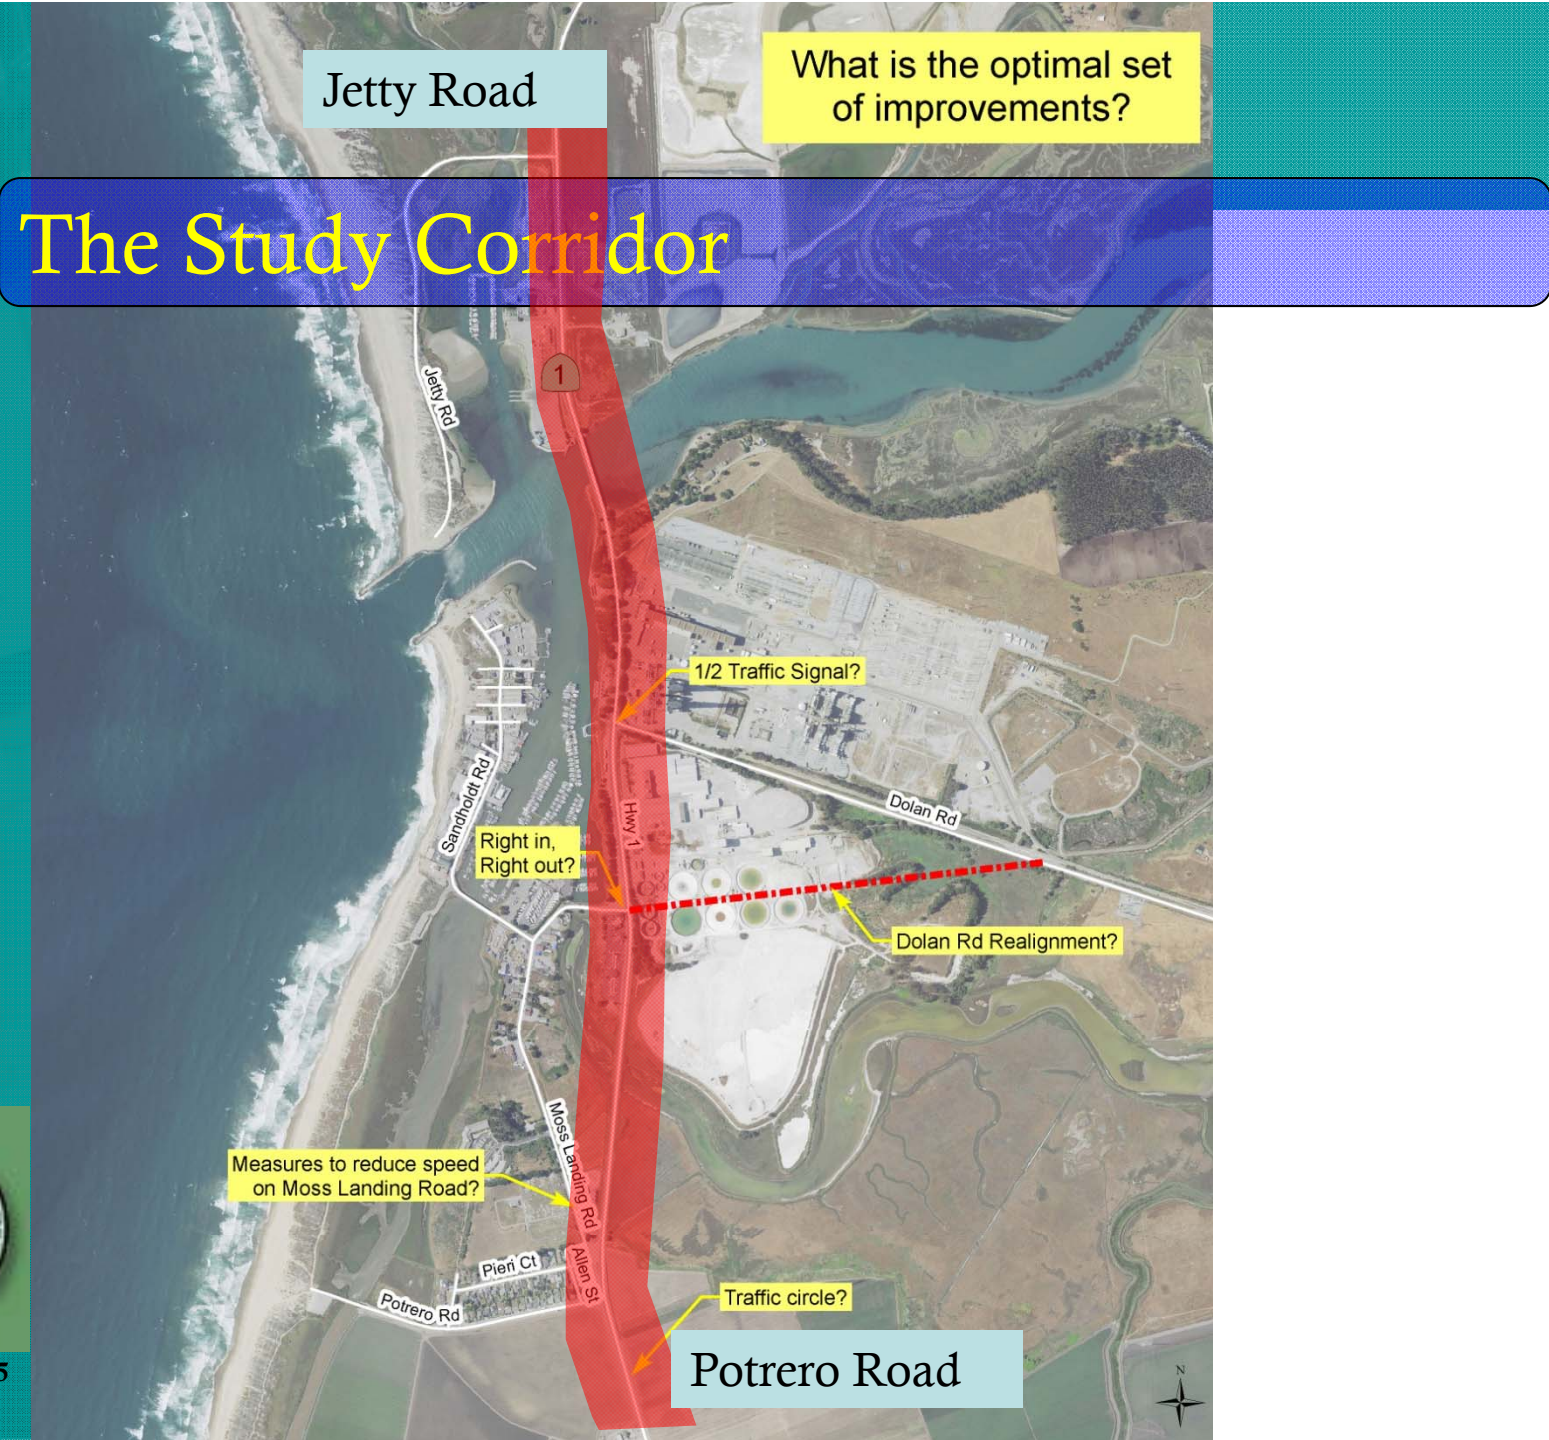 Jetty Road
What is the optimal set
of improvements?
The Study Corridor
1
Jetty Rd
1/2 Traffic Signal?
Sandholdt Rd
Hwy 1
Dolan Rd
Right in,
Right out?
Dolan Rd Realignment?
Moss Landing Rd
Measures to reduce speed
on Moss Landing Road?
Allen St
Pieri Ct
Potrero Rd
Traffic circle?
Potrero Road
N
5